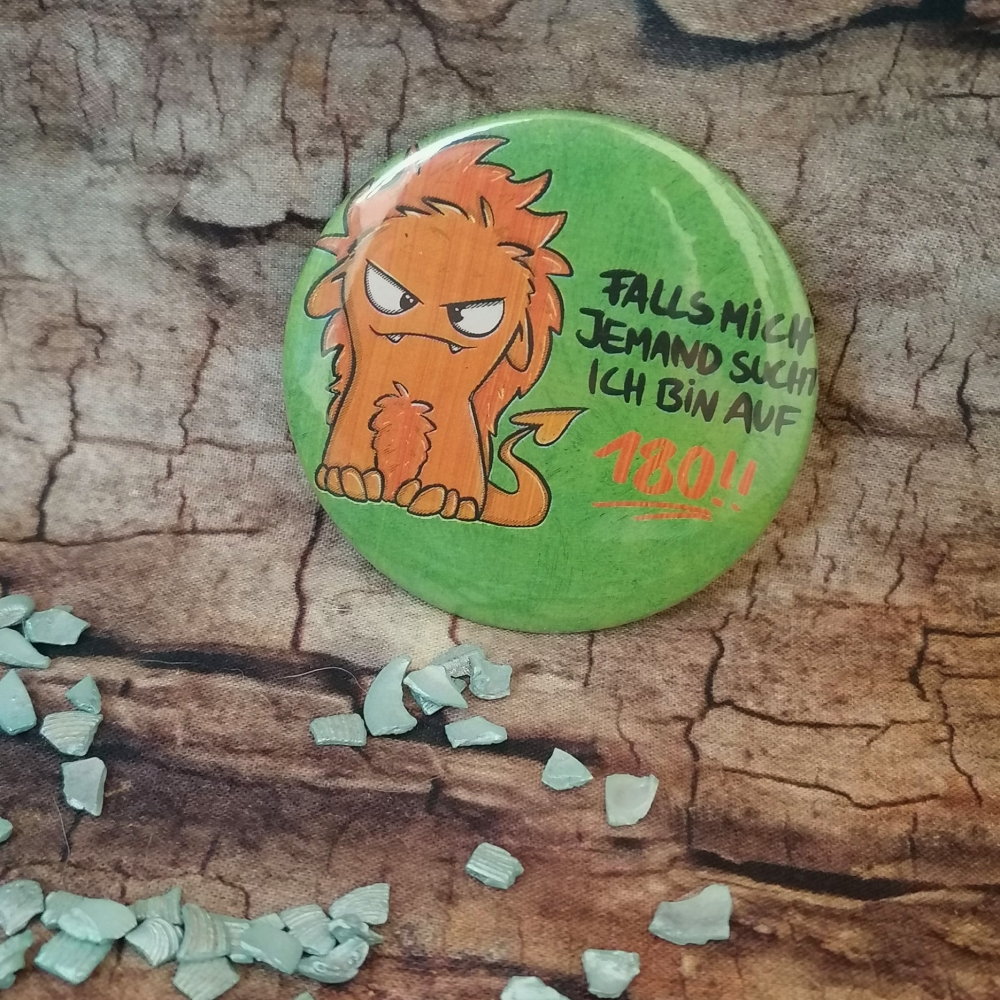 FALLS MiCH
JEMAND SUCHT
ICH BiN AUF
180!!